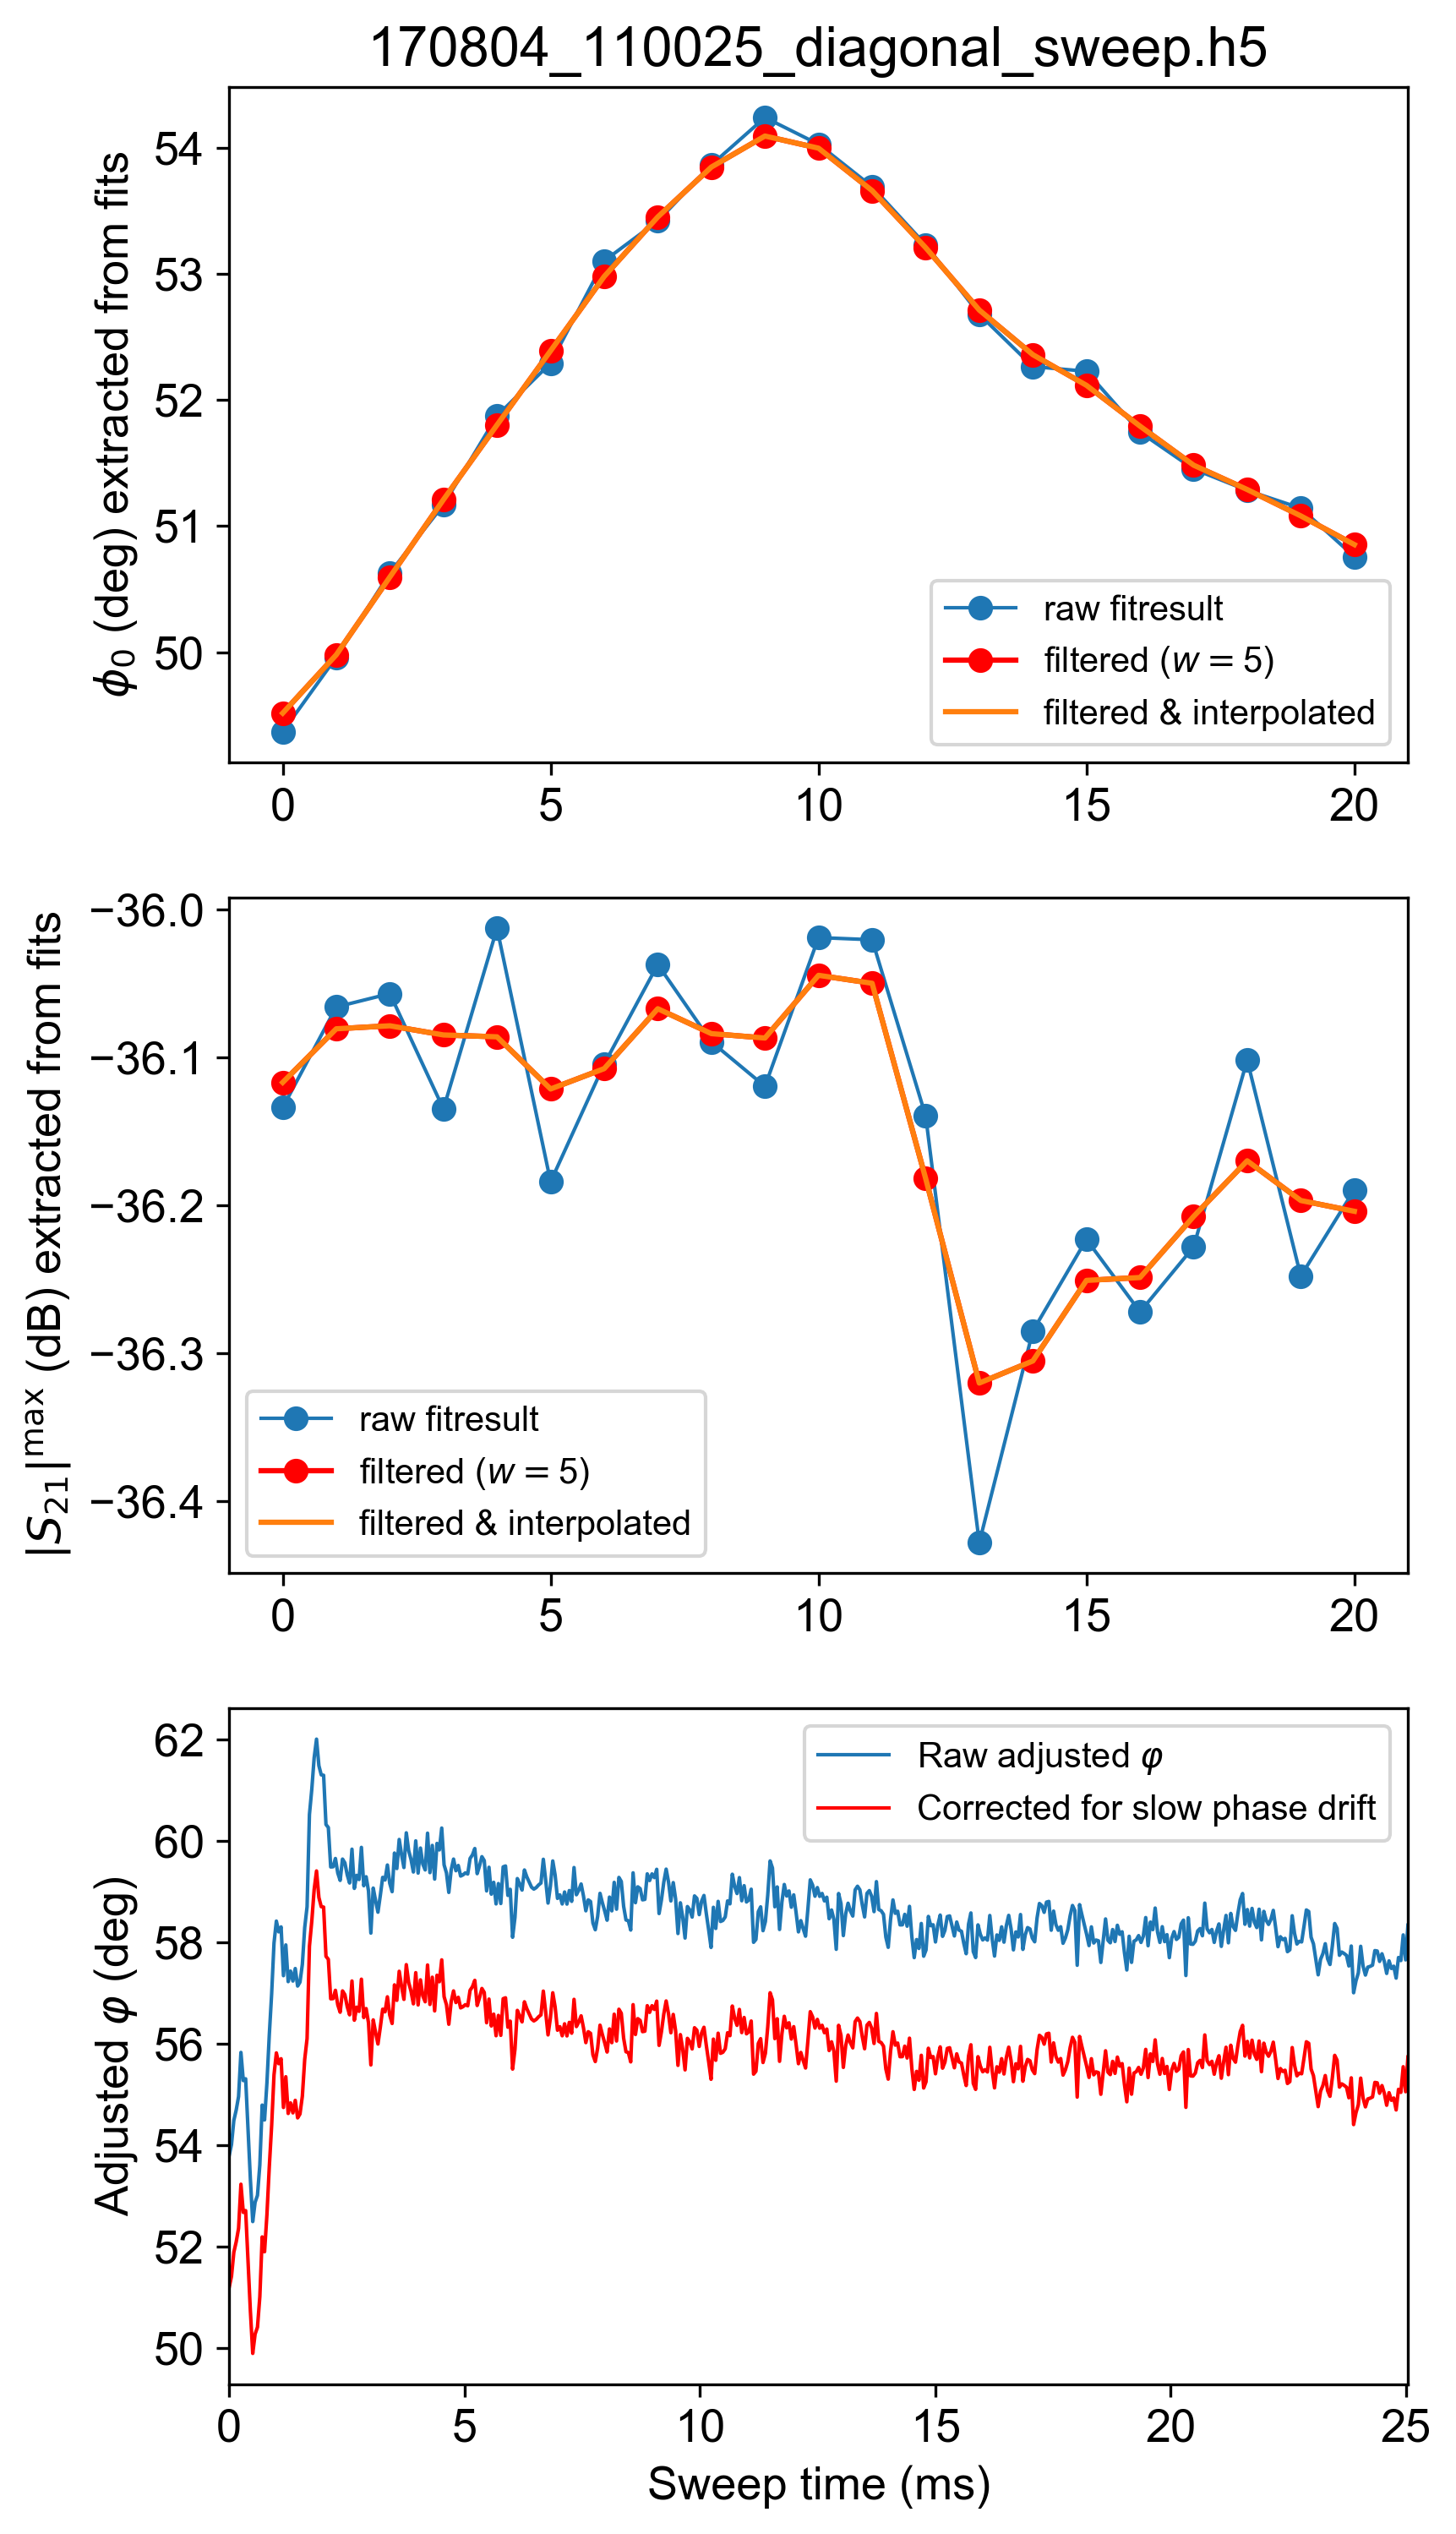 170804_110025_diagonal_sweep.h5
ϕ₀ (deg) extracted from fits
54
53
52
51
50
raw fitresult
filtered (w = 5)
filtered & interpolated
0 5 10 15 20
|S₂₁|ᵐᵃˣ (dB) extracted from fits
−36.0
−36.1
−36.2
−36.3
−36.4
raw fitresult
filtered (w = 5)
filtered & interpolated
0 5 10 15 20
Adjusted φ (deg)
62
60
58
56
54
52
50
Raw adjusted φ
Corrected for slow phase drift
0 5 10 15 20 25
Sweep time (ms)